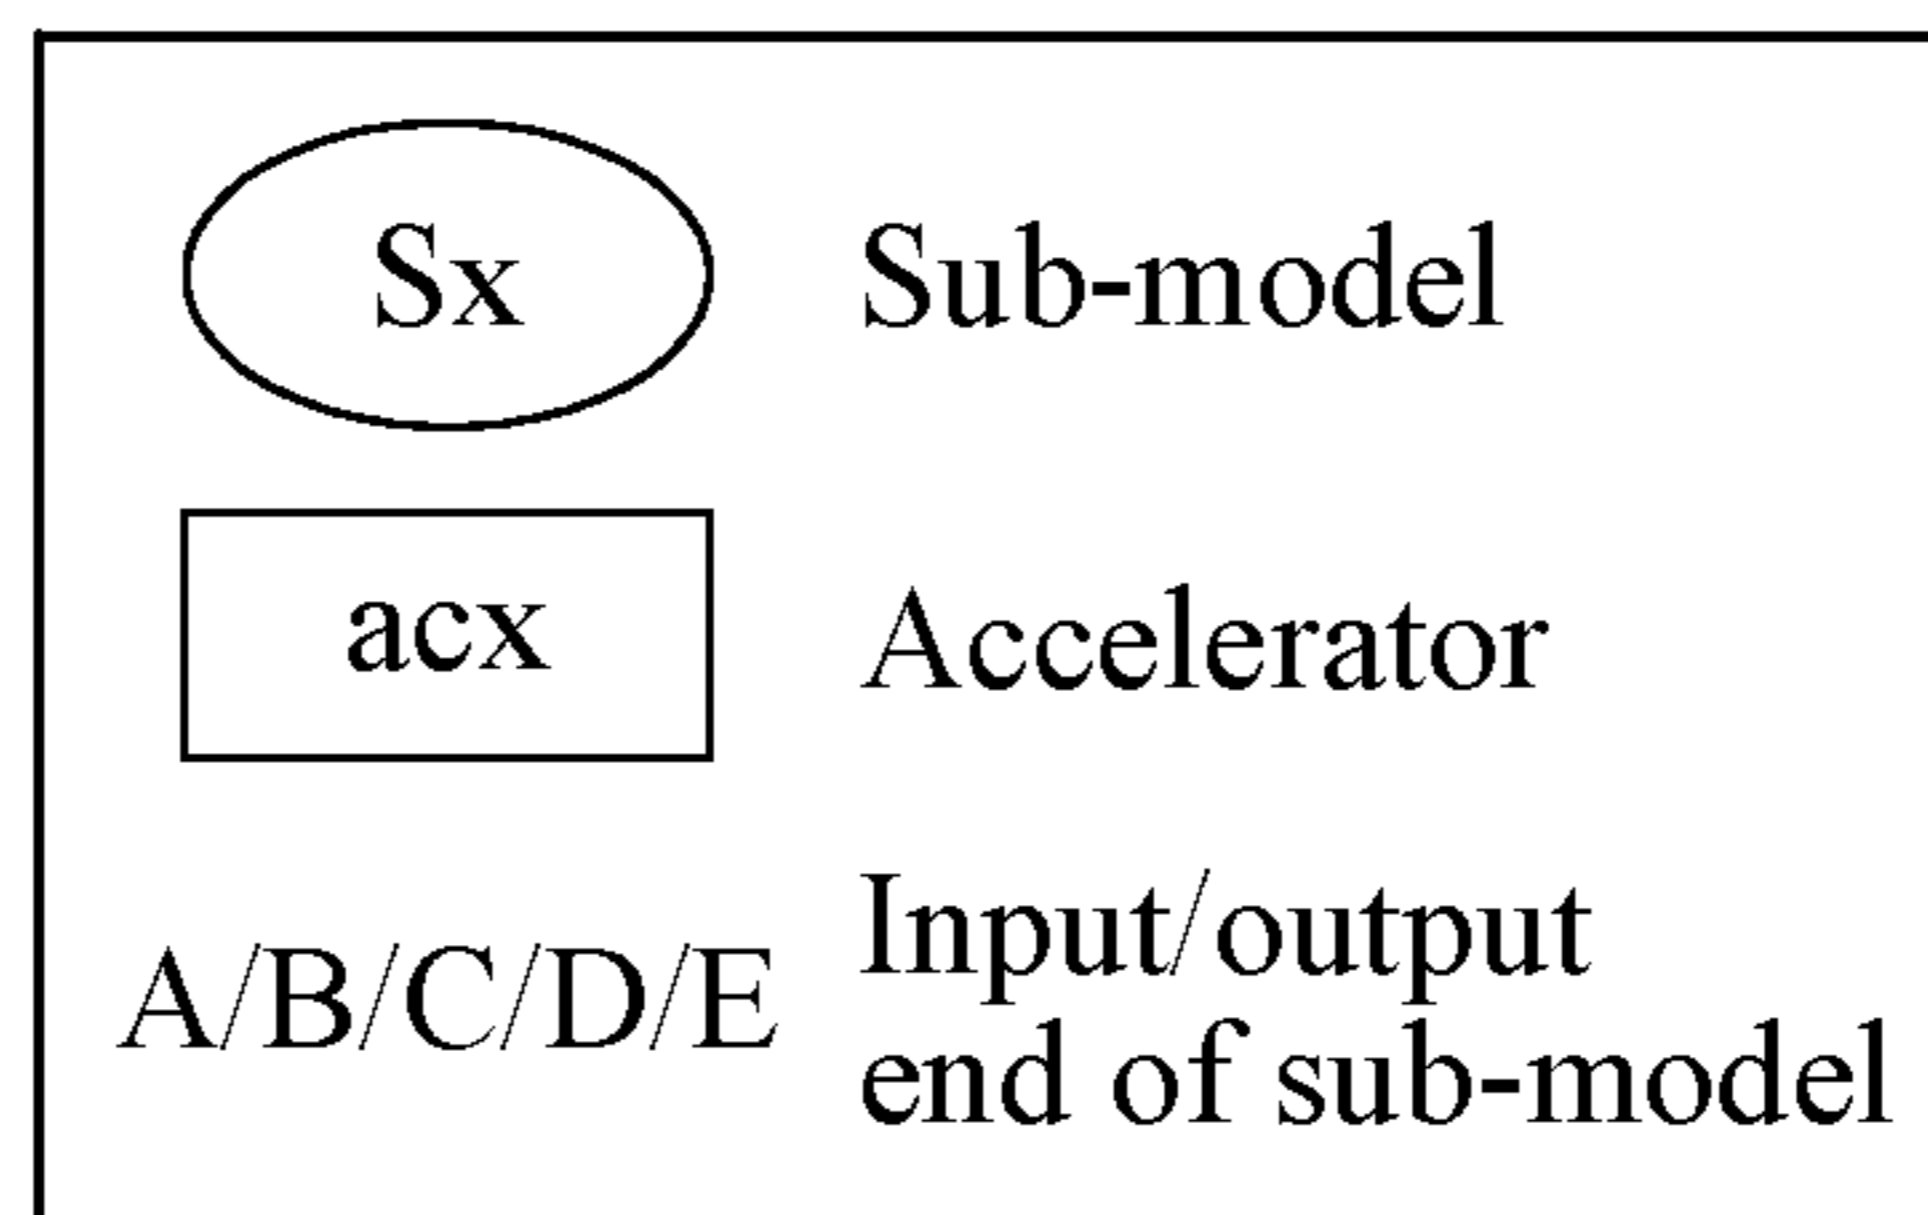 Sx Sub-model
acx Accelerator
A/B/C/D/E Input/output
end of sub-model